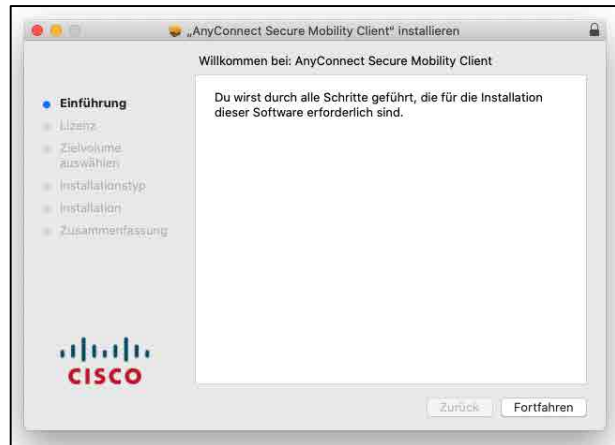 „AnyConnect Secure Mobility Client“ installieren
Willkommen bei: AnyConnect Secure Mobility Client
Einführung
Lizenz
Zielvolume
auswählen
Installationstyp
Installation
Zusammenfassung
Du wirst durch alle Schritte geführt, die für die Installation
dieser Software erforderlich sind.
CISCO
Zurück
Fortfahren